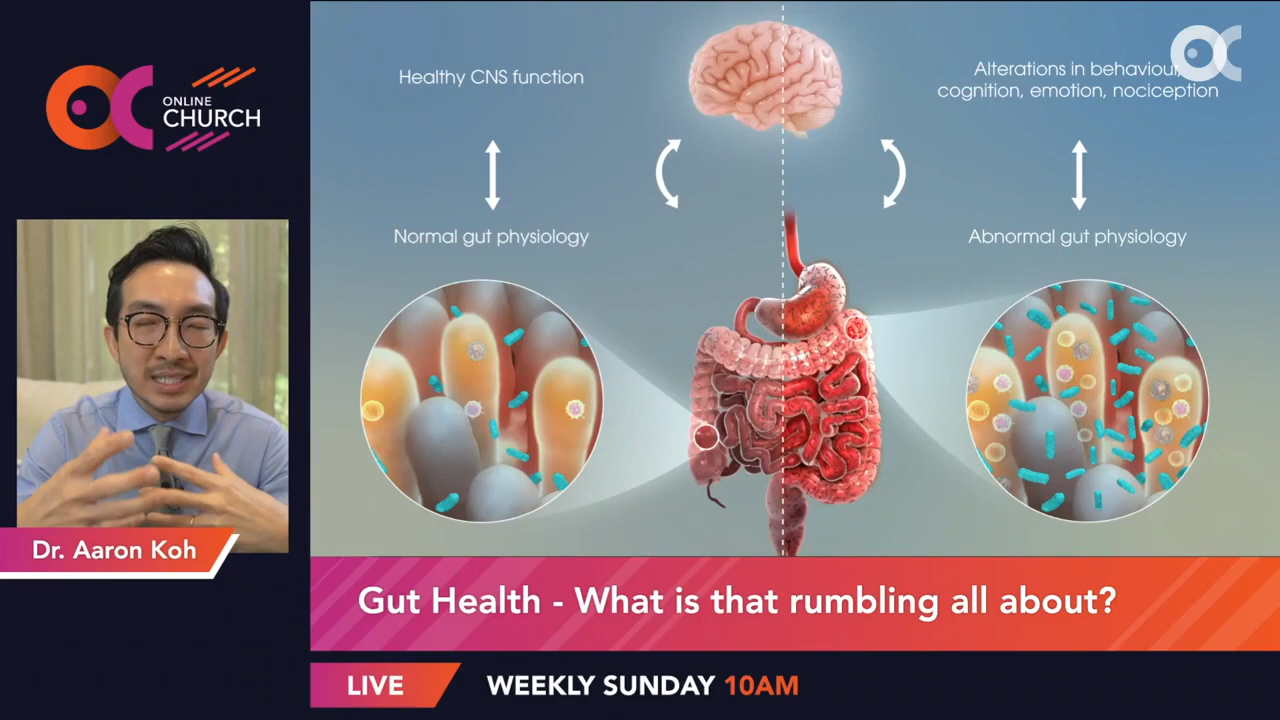 ONLINE
CHURCH
Healthy CNS function
Alterations in behaviour,
cognition, emotion, nociception
Normal gut physiology
Abnormal gut physiology
Dr. Aaron Koh
Gut Health - What is that rumbling all about?
LIVE
WEEKLY SUNDAY 10AM